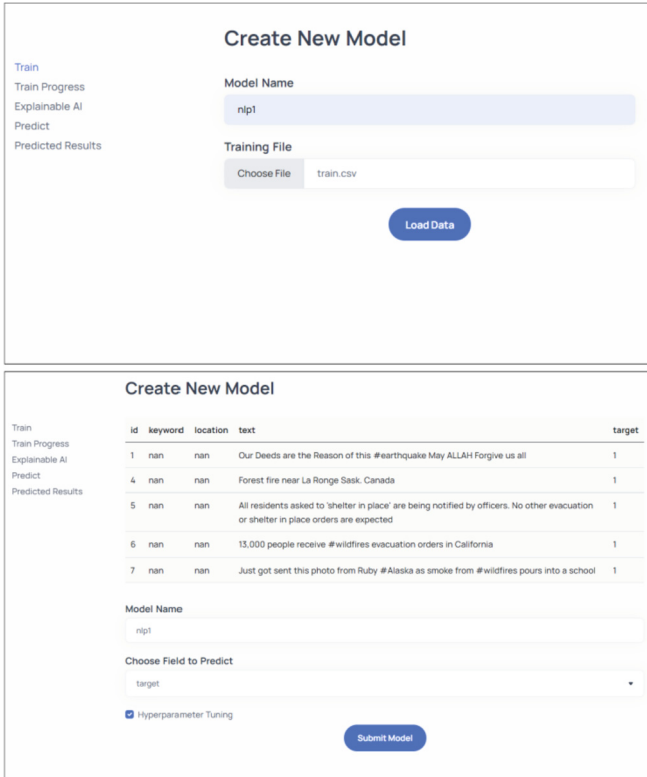 Create New Model
Train
Train Progress
Explainable AI
Predict
Predicted Results
Model Name
nlp1
Training File
Choose File train.csv
Load Data
Create New Model
Train
Train Progress
Explainable AI
Predict
Predicted Results
id keyword location text target
1 nan nan Our Deeds are the Reason of this #earthquake May ALLAH Forgive us all 1
4 nan nan Forest fire near La Ronge Sask. Canada 1
5 nan nan All residents asked to 'shelter in place' are being notified by officers. No other evacuation 1
or shelter in place orders are expected
6 nan nan 13,000 people receive #wildfires evacuation orders in California 1
7 nan nan Just got sent this photo from Ruby #Alaska as smoke from #wildfires pours into a school 1
Model Name
nlp1
Choose Field to Predict
target
Hyperparameter Tuning
Submit Model